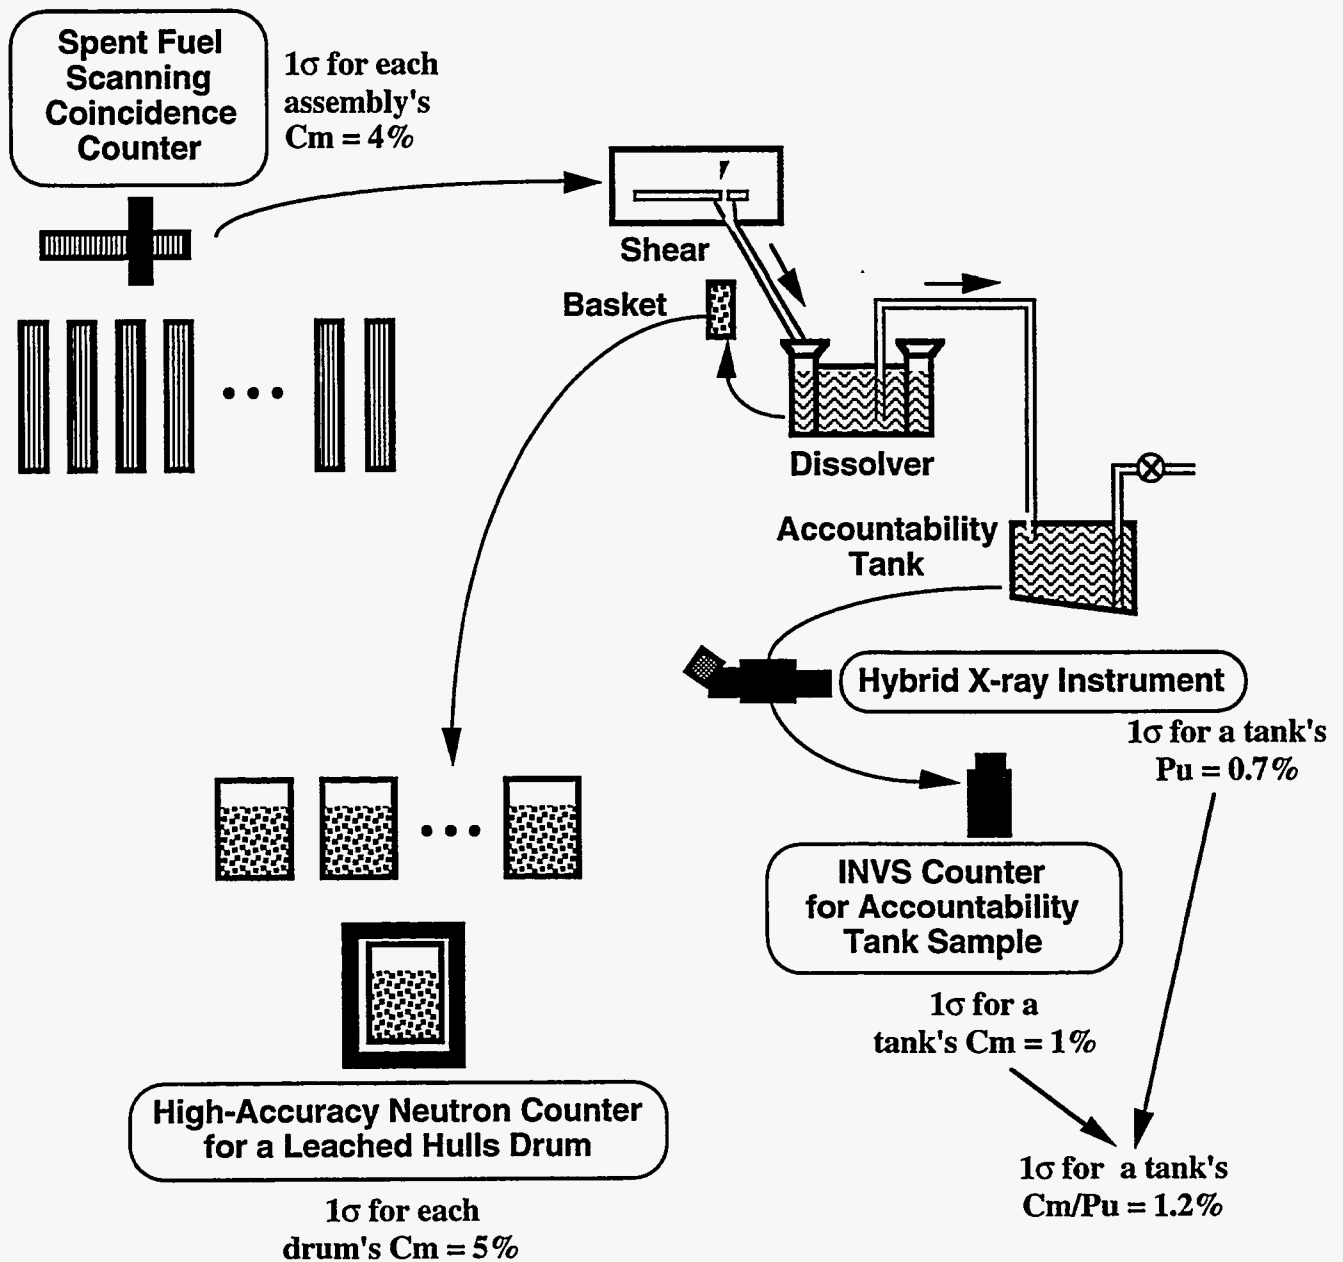 Spent Fuel
Scanning
Coincidence
Counter
1σ for each
assembly's
Cm = 4%
Shear
Basket
Dissolver
Accountability
Tank
Hybrid X-ray Instrument
1σ for a tank's
Pu = 0.7%
INVS Counter
for Accountability
Tank Sample
1σ for a
tank's Cm = 1%
High-Accuracy Neutron Counter
for a Leached Hulls Drum
1σ for each
drum's Cm = 5%
1σ for a tank's
Cm/Pu = 1.2%